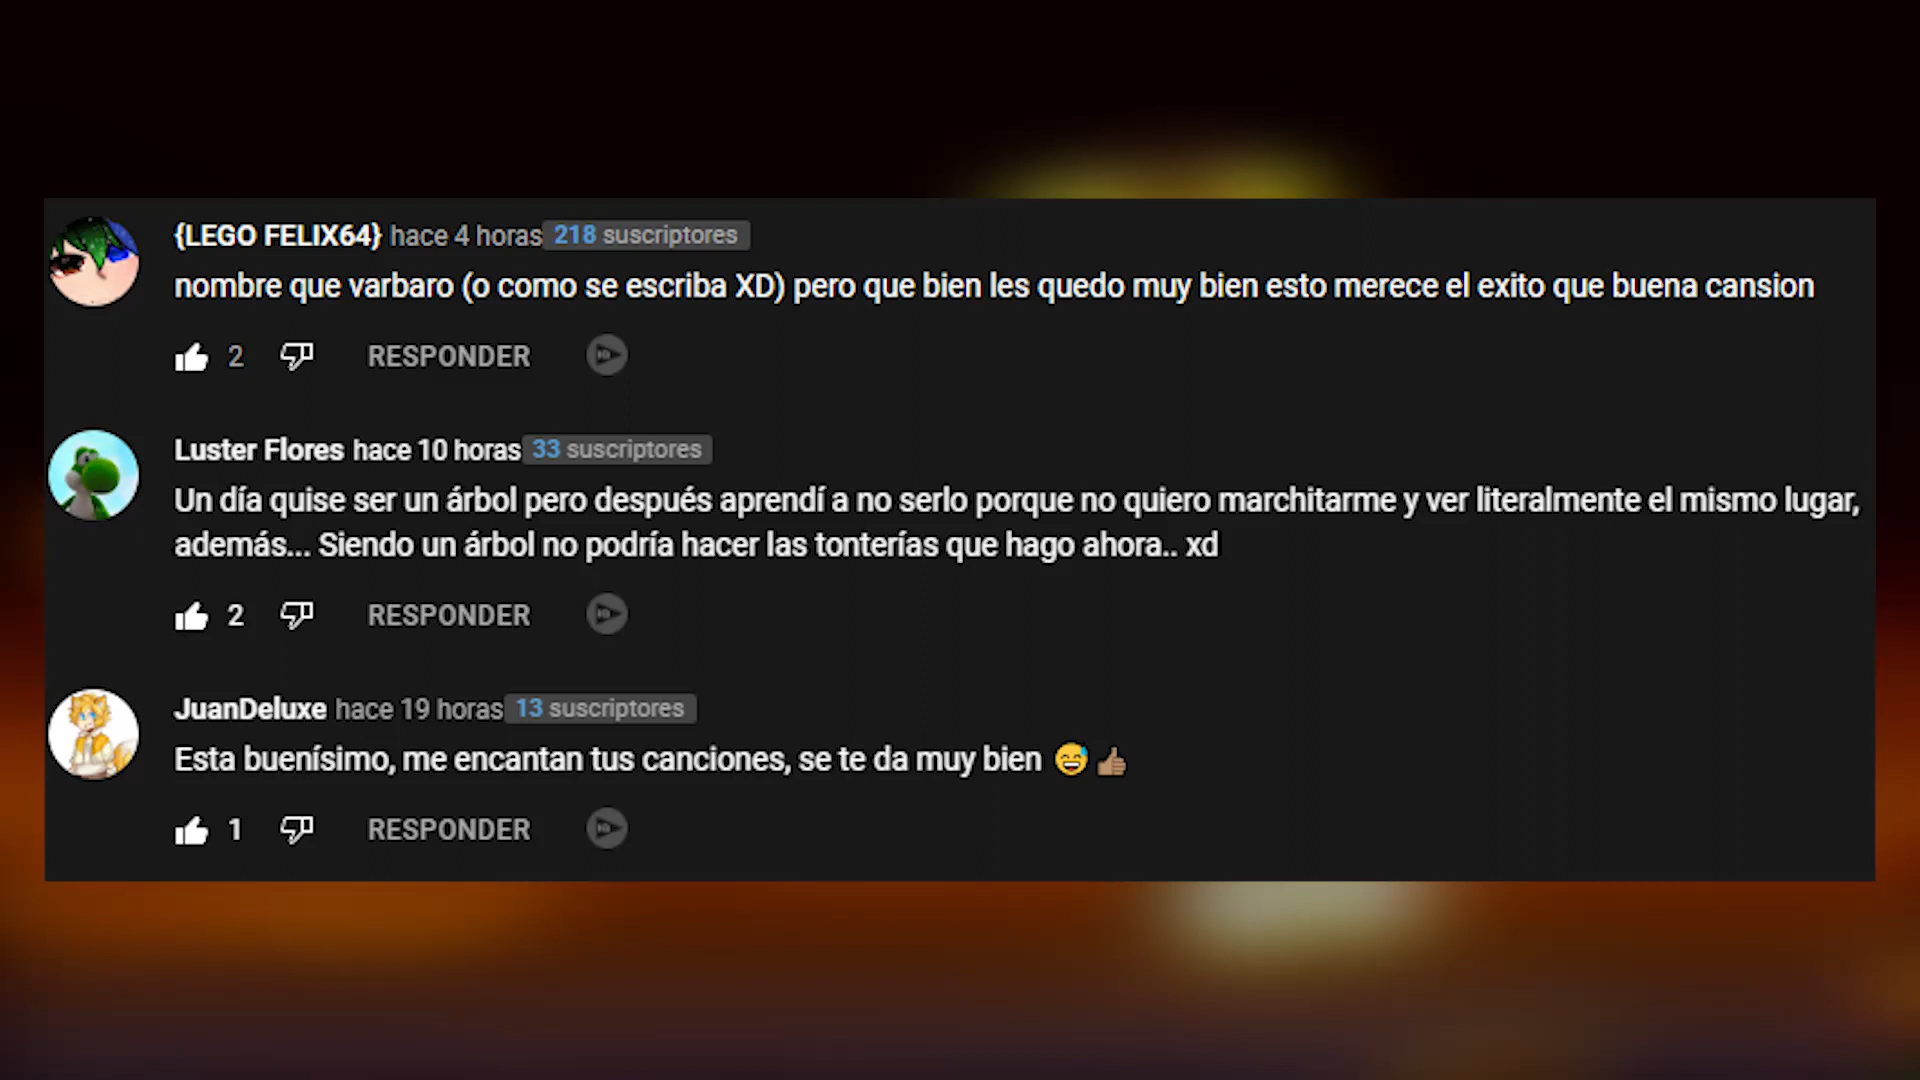 {LEGO FELIX64} hace 4 horas 218 suscriptores
nombre que varbaro (o como se escriba XD) pero que bien les quedo muy bien esto merece el exito que buena cansion
2 RESPONDER
Luster Flores hace 10 horas 33 suscriptores
Un día quise ser un árbol pero después aprendí a no serlo porque no quiero marchitarme y ver literalmente el mismo lugar,
además... Siendo un árbol no podría hacer las tonterías que hago ahora.. xd
2 RESPONDER
JuanDeluxe hace 19 horas 13 suscriptores
Esta buenísimo, me encantan tus canciones, se te da muy bien 😅👍🏽
1 RESPONDER